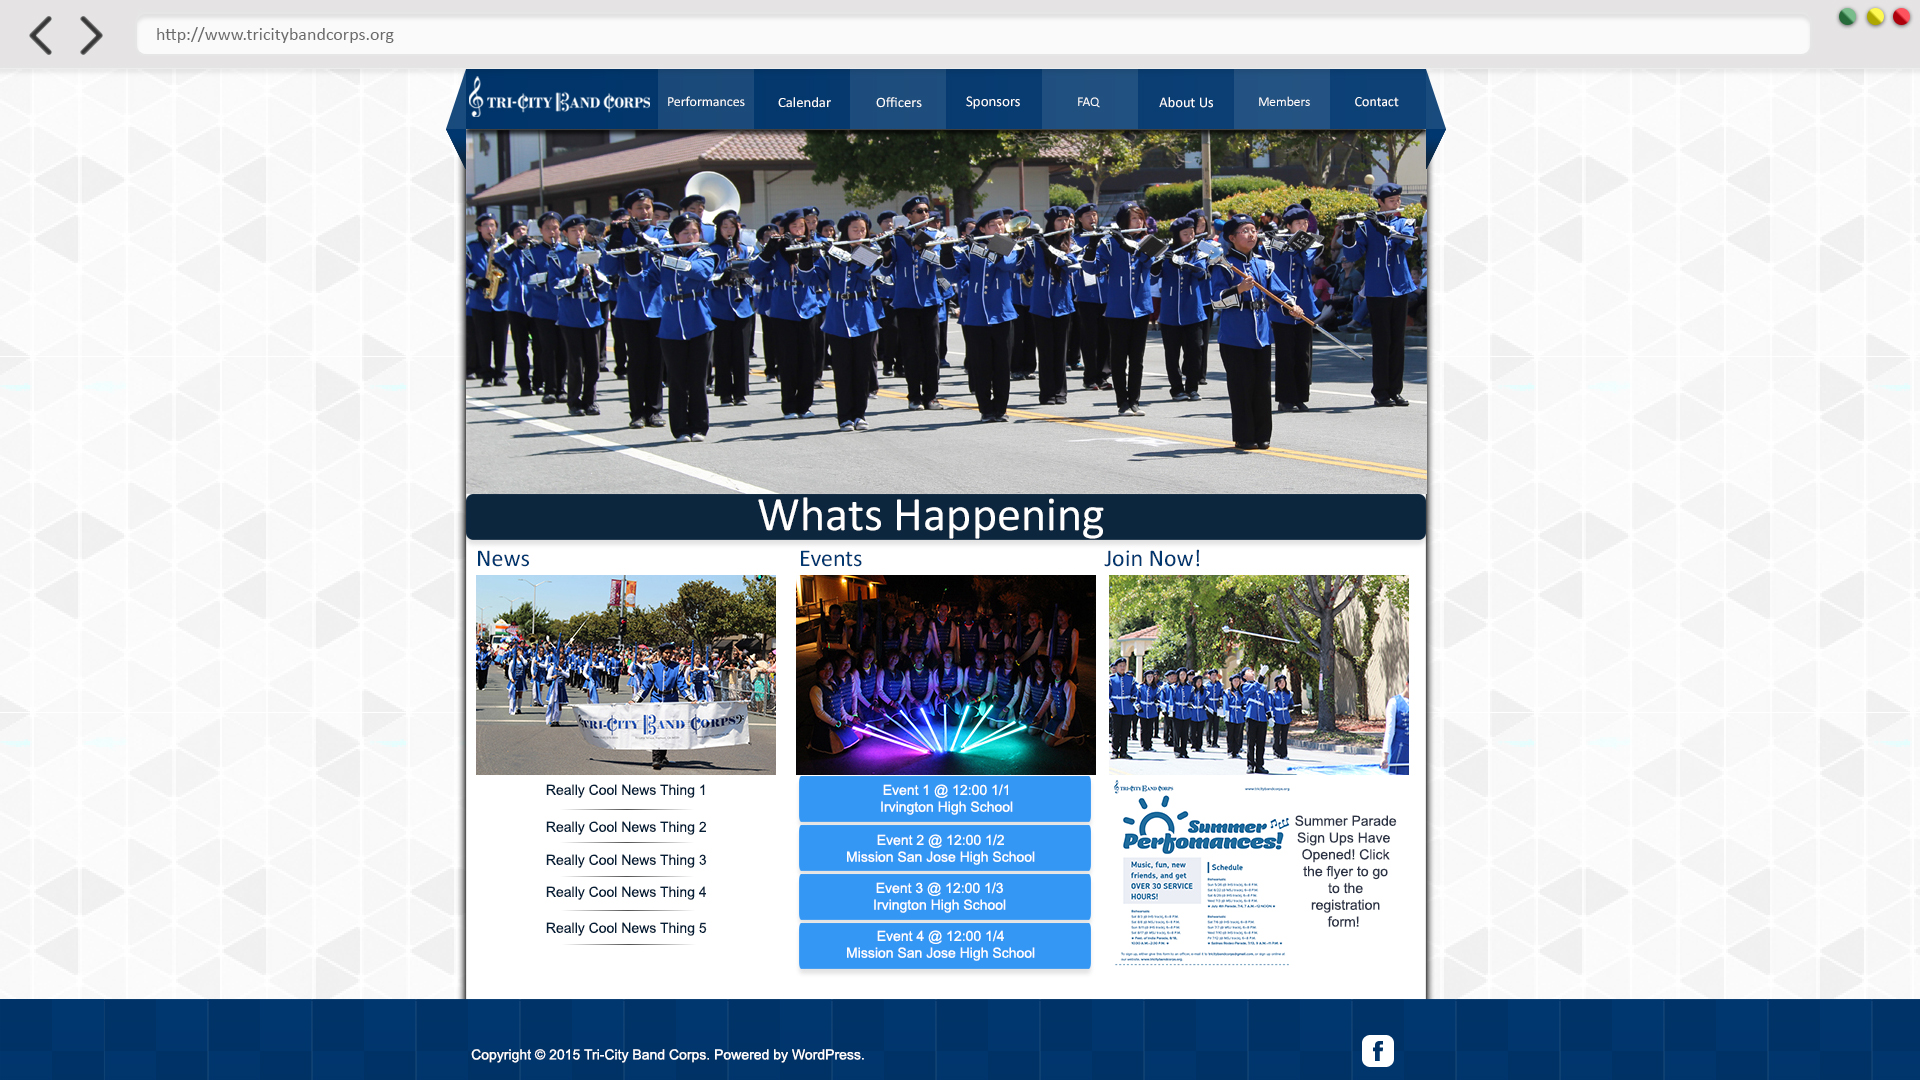 http://www.tricitybandcorps.org
TRI-CITY BAND CORPS
Performances
Calendar
Officers
Sponsors
FAQ
About Us
Members
Contact
Whats Happening
News
Events
Join Now!
TRI-CITY BAND CORPS
Really Cool News Thing 1
Really Cool News Thing 2
Really Cool News Thing 3
Really Cool News Thing 4
Really Cool News Thing 5
Event 1 @ 12:00 1/1
Irvington High School
Event 2 @ 12:00 1/2
Mission San Jose High School
Event 3 @ 12:00 1/3
Irvington High School
Event 4 @ 12:00 1/4
Mission San Jose High School
TRI-CITY BAND CORPS
www.tricitybandcorps.org
Summer
Perfomances!
Music, fun, new
friends, and get
OVER 30 SERVICE
HOURS!
Schedule
Summer Parade
Sign Ups Have
Opened! Click
the flyer to go
to the
registration
form!
Copyright © 2015 Tri-City Band Corps. Powered by WordPress.
f